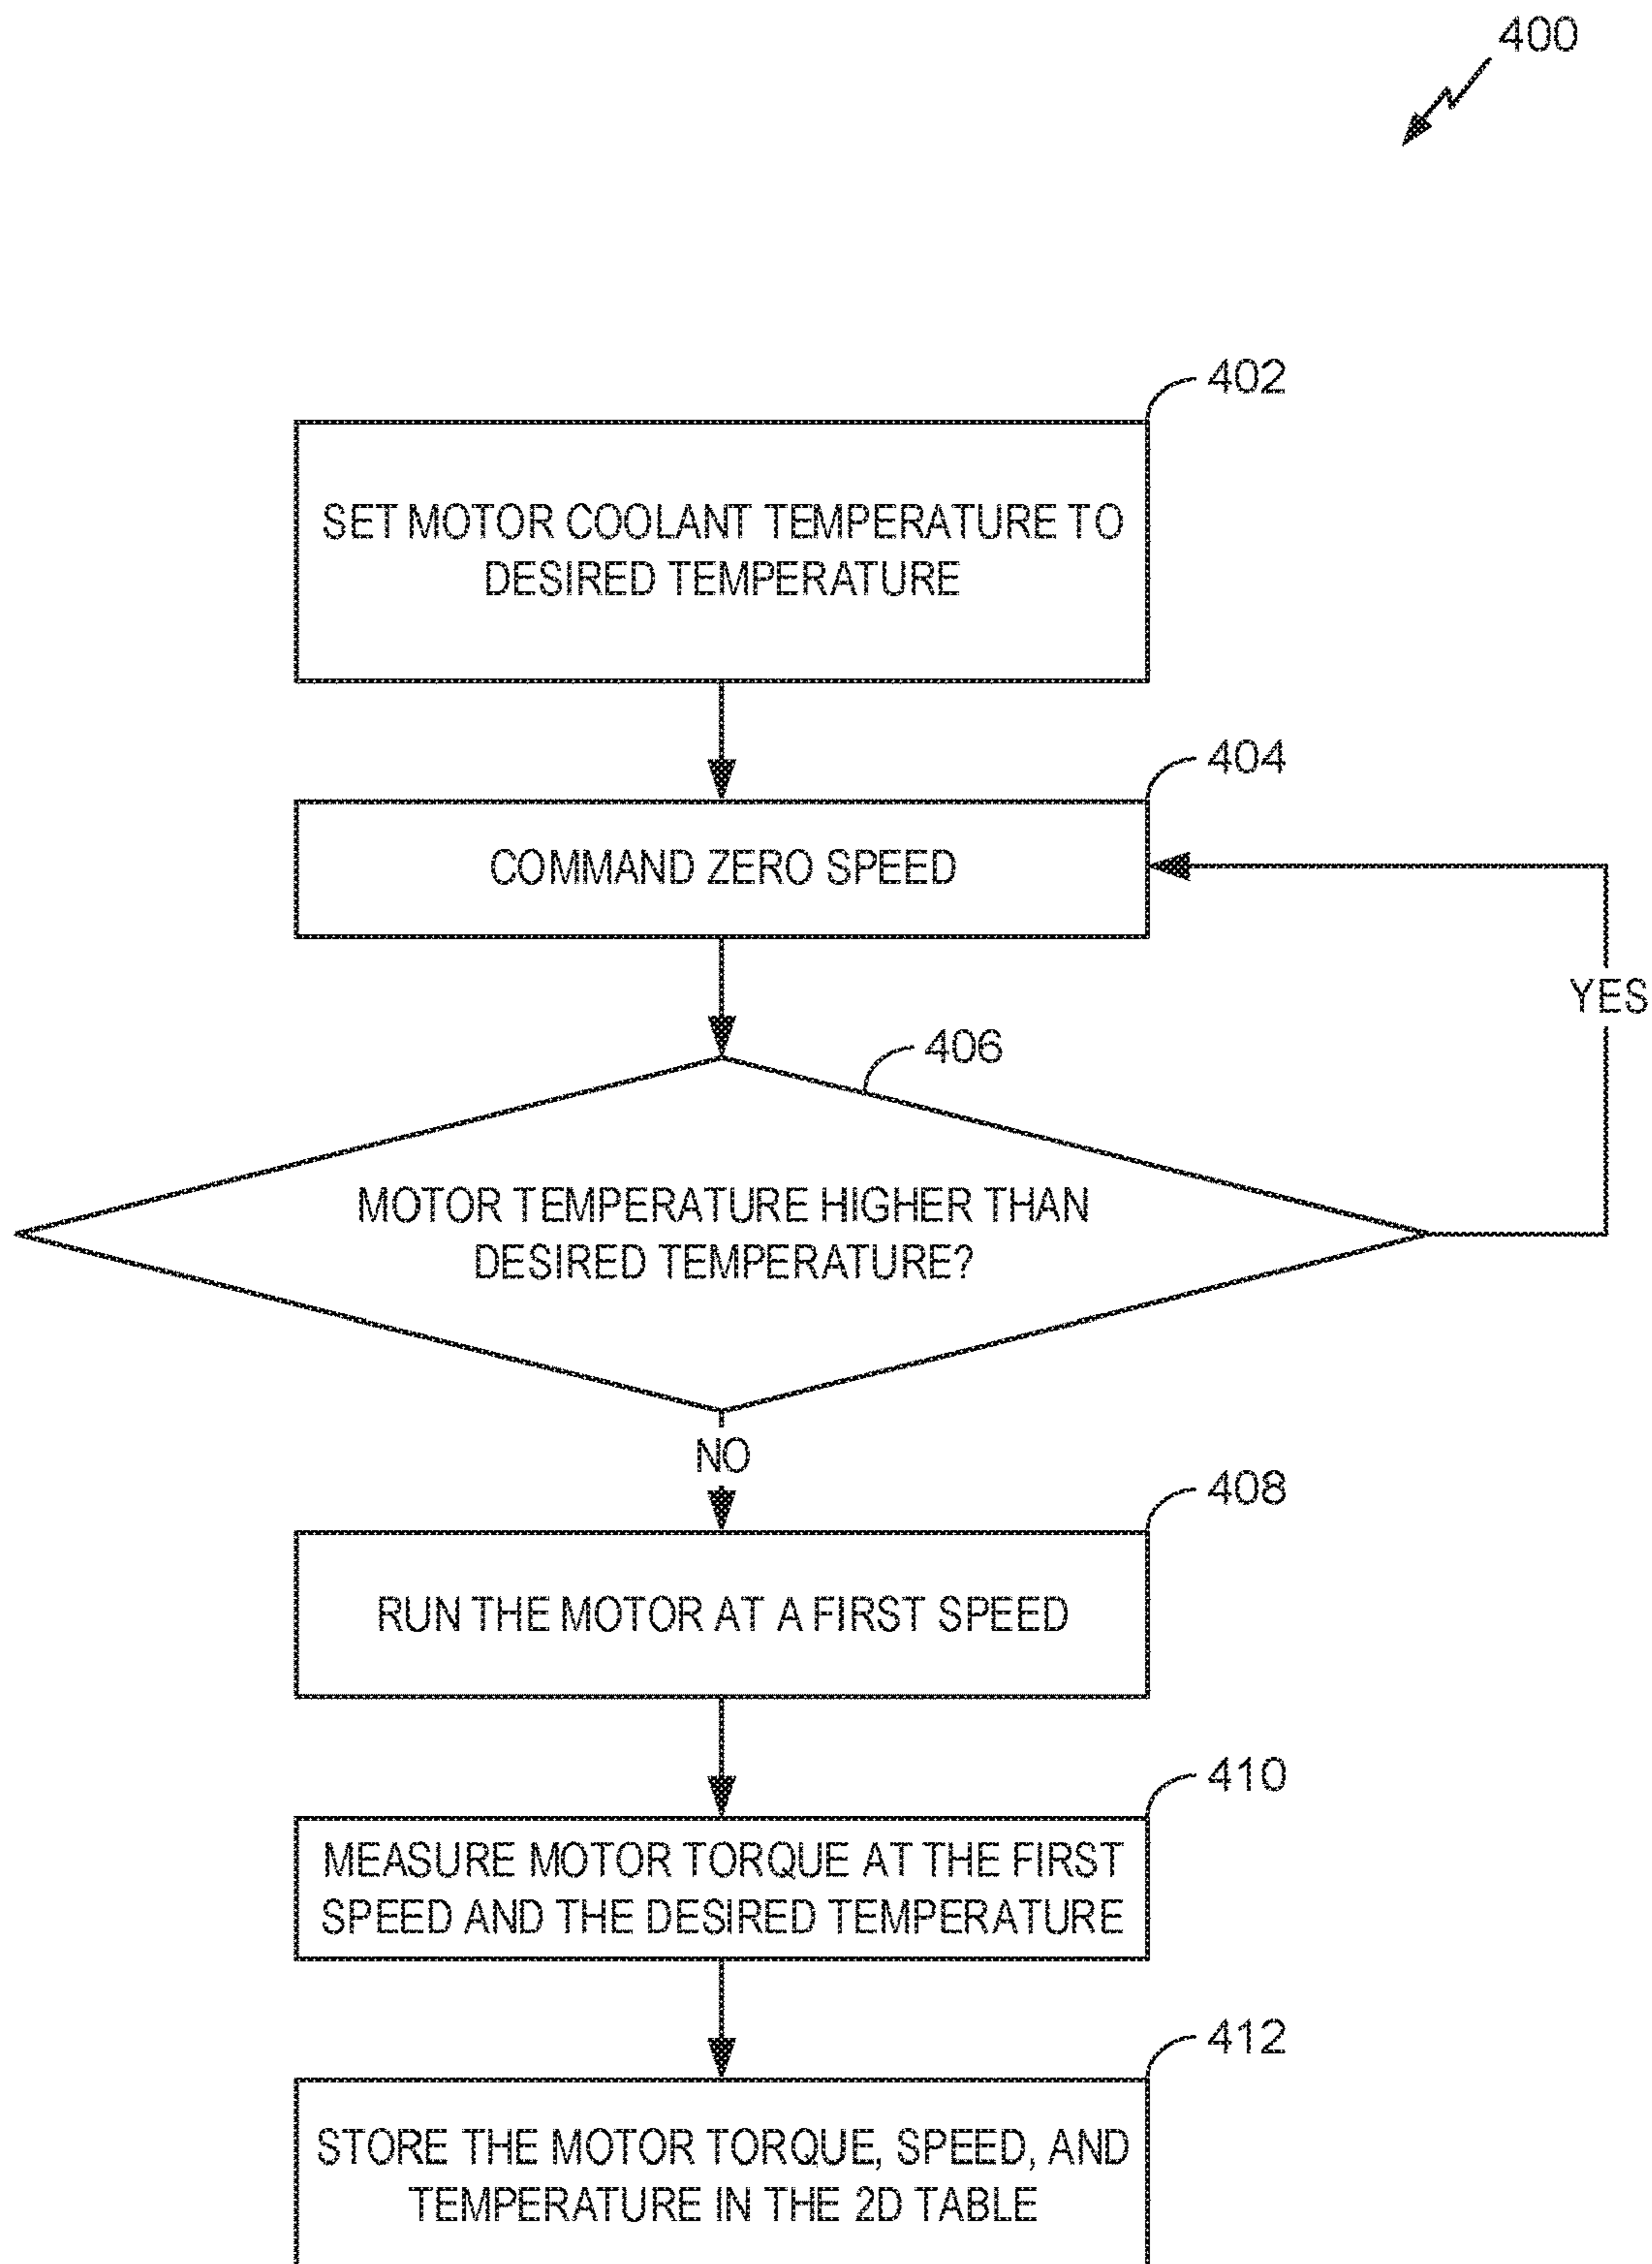 400
402
SET MOTOR COOLANT TEMPERATURE TO
DESIRED TEMPERATURE
404
COMMAND ZERO SPEED
YES
406
MOTOR TEMPERATURE HIGHER THAN
DESIRED TEMPERATURE?
NO
408
RUN THE MOTOR AT A FIRST SPEED
410
MEASURE MOTOR TORQUE AT THE FIRST
SPEED AND THE DESIRED TEMPERATURE
412
STORE THE MOTOR TORQUE, SPEED, AND
TEMPERATURE IN THE 2D TABLE